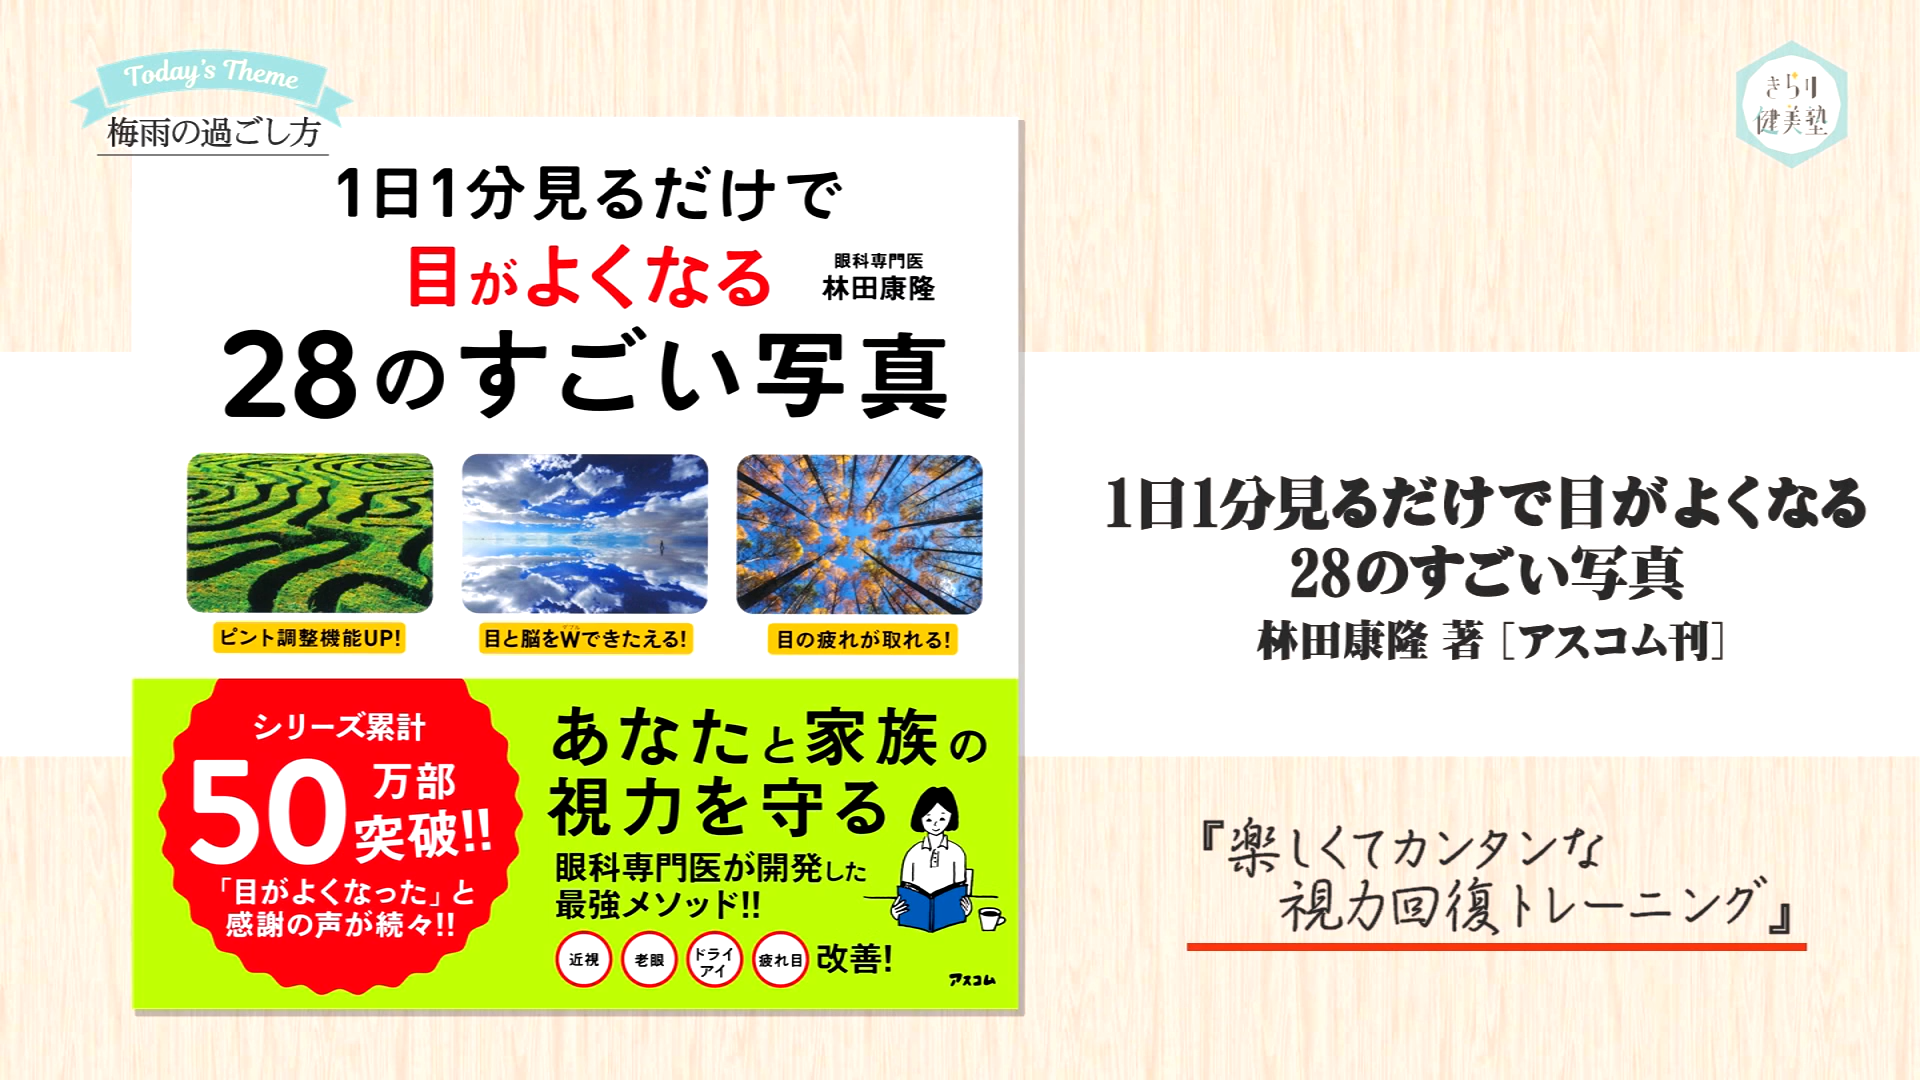 Today's Theme
梅雨の過ごし方
きらり
健美塾
1日1分見るだけで
目がよくなる
眼科専門医
林田康隆
28のすごい写真
ピント調整機能UP!
ダブル
目と脳をWできたえる!
目の疲れが取れる!
シリーズ累計
50万部
突破!!
「目がよくなった」と
感謝の声が続々!!
あなたと家族の
視力を守る
眼科専門医が開発した
最強メソッド!!
近視
老眼
ドライ
アイ
疲れ目
改善!
アスコム
1日1分見るだけで目がよくなる
28のすごい写真
林田康隆 著 [アスコム刊]
『楽しくてカンタンな
視力回復トレーニング』